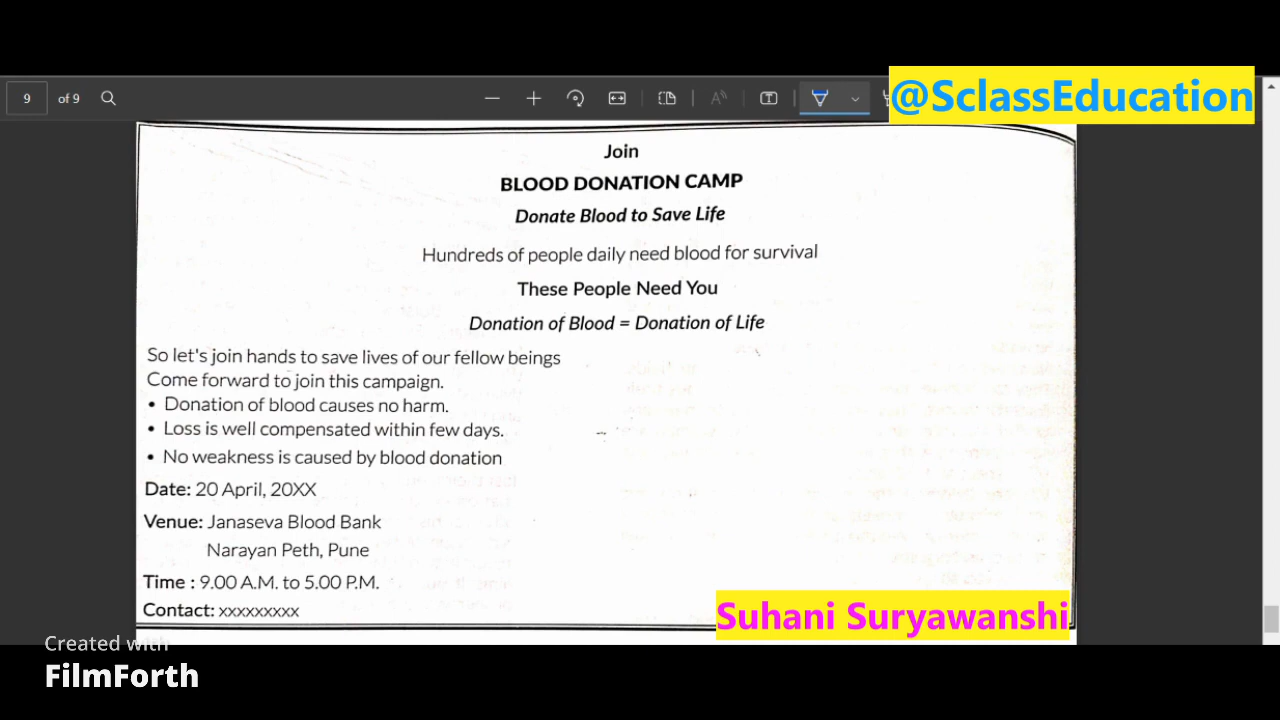 9 of 9
@SclassEducation
Join
BLOOD DONATION CAMP
Donate Blood to Save Life
Hundreds of people daily need blood for survival
These People Need You
Donation of Blood = Donation of Life
So let's join hands to save lives of our fellow beings
Come forward to join this campaign.
• Donation of blood causes no harm.
• Loss is well compensated within few days.
• No weakness is caused by blood donation
Date: 20 April, 20XX
Venue: Janaseva Blood Bank
Narayan Peth, Pune
Time : 9.00 A.M. to 5.00 P.M.
Contact: xxxxxxxxx
Suhani Suryawanshi
Created with
FilmForth